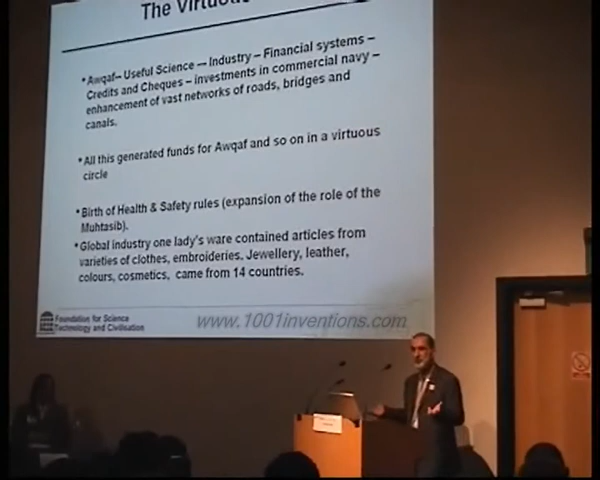 The Virtuous
•Awqaf– Useful Science — Industry – Financial systems –
Credits and Cheques – investments in commercial navy –
enhancement of vast networks of roads, bridges and
canals.
•All this generated funds for Awqaf and so on in a virtuous
circle
•Birth of Health & Safety rules (expansion of the role of the
Muhtasib).
•Global industry one lady's ware contained articles from
varieties of clothes, embroideries. Jewellery, leather,
colours, cosmetics, came from 14 countries.
Foundation for Science
Technology and Civilisation
www.1001inventions.com